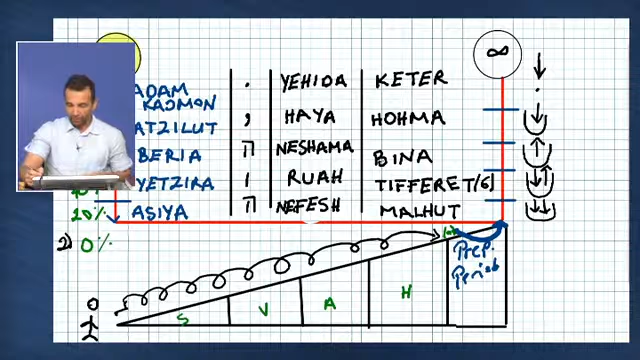 ∞
ADAM KADMON · YEHIDA KETER
ATZILUT י HAYA HOHMA
BERIA ה NESHAMA BINA
YETZIRA ו RUAH TIFFERET/6)
20% ASIYA ה NEFESH MALHUT
2) 0%
Prep.
Period
S V A H